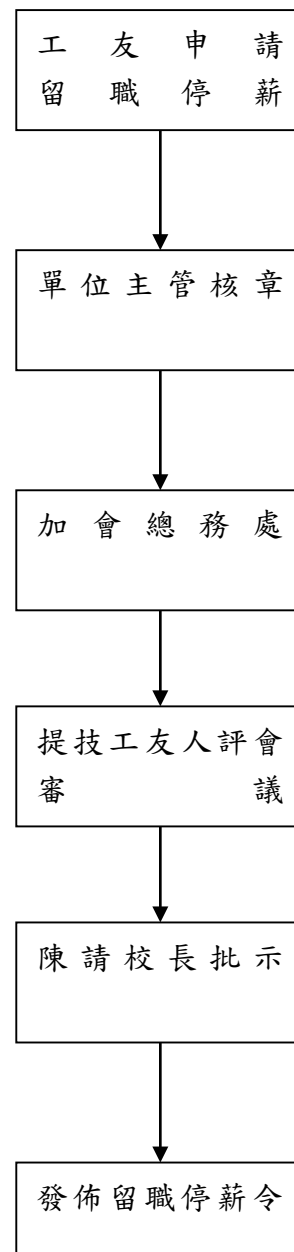 工友申請
留職停薪
單位主管核章
加會總務處
提技工友人評會
審議
陳請校長批示
發佈留職停薪令